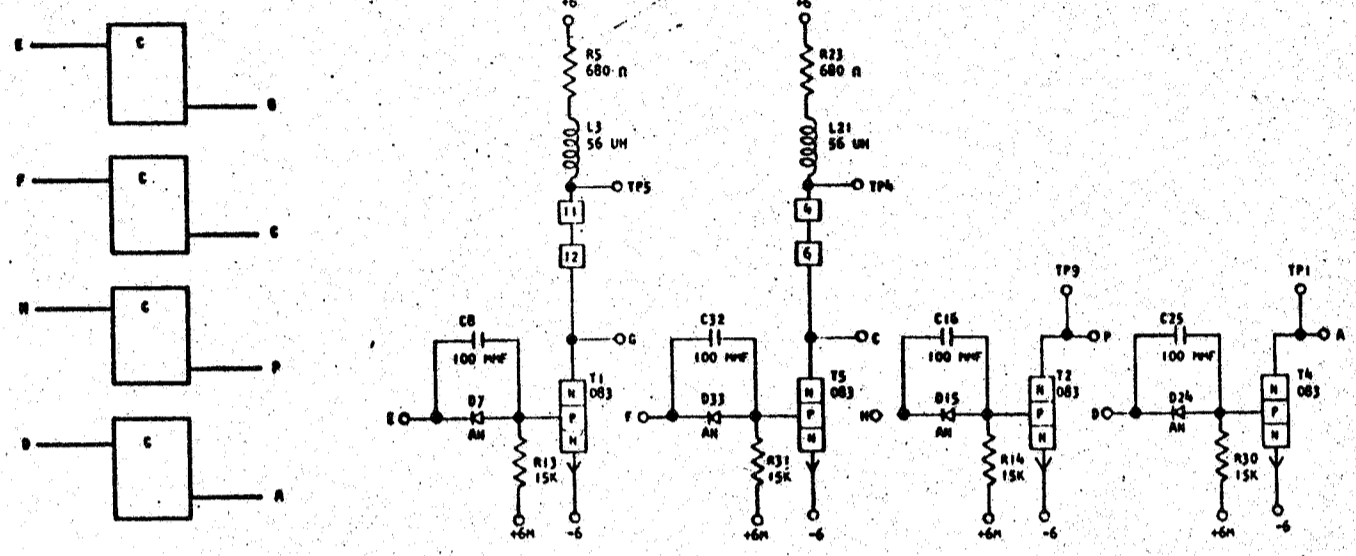 E
C
G
F
C
C
H
C
P
D
C
A
+6
R5
680 Ω
L3
56 UH
TP5
11
12
G
C8
100 MMF
D7
AN
E
R13
15K
+6M
T1
083
N
P
N
-6
R23
680 Ω
L21
56 UH
TP4
4
6
C
C32
100 MMF
D33
AN
F
R31
15K
+6M
T5
083
N
P
N
-6
TP9
P
C16
100 MMF
D15
AN
H
R14
15K
+6M
T2
083
N
P
N
-6
TP1
A
C25
100 MMF
D24
AN
D
R30
15K
+6M
T4
083
N
P
N
-6